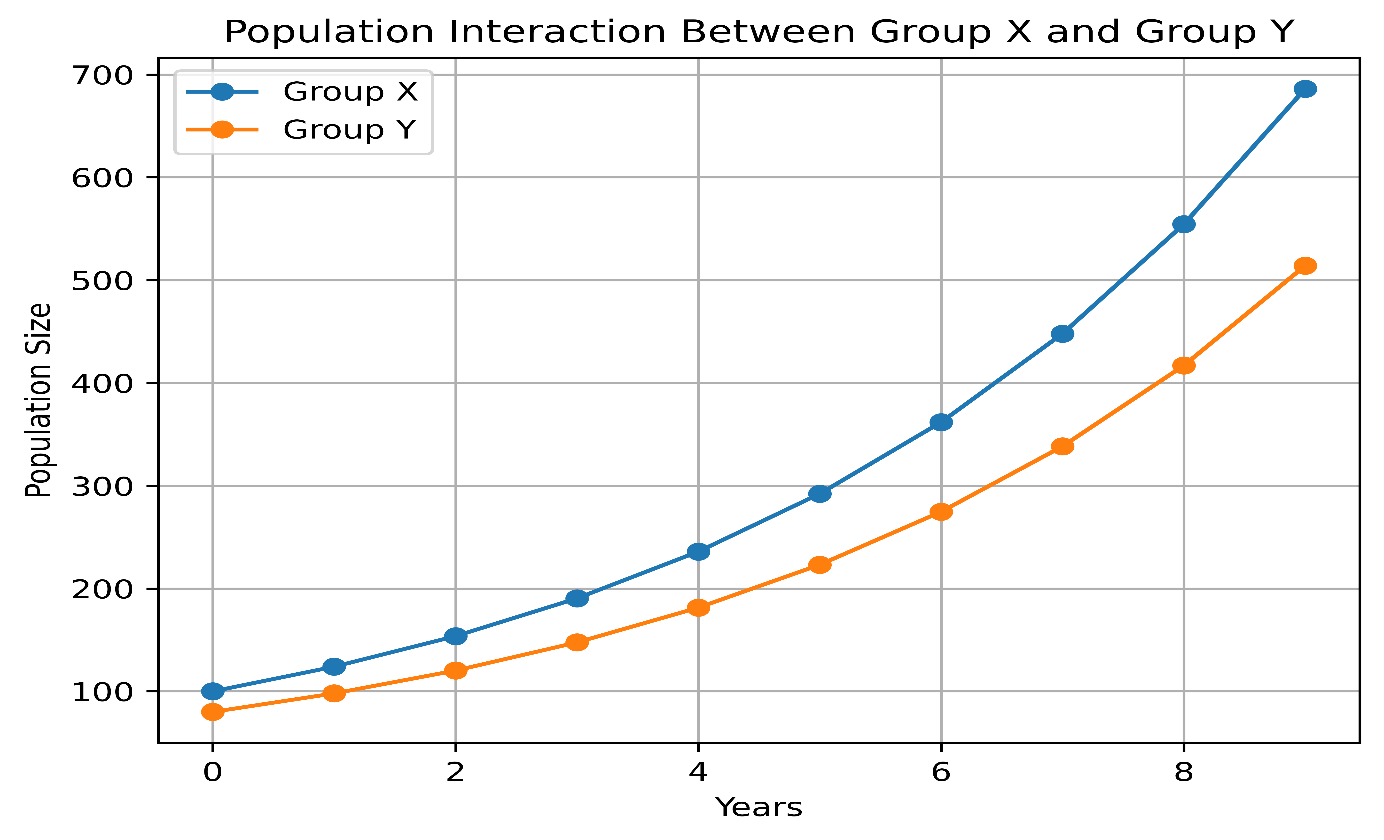 Population Interaction Between Group X and Group Y
Group X
Group Y
Population Size
700
600
500
400
300
200
100
0 2 4 6 8
Years